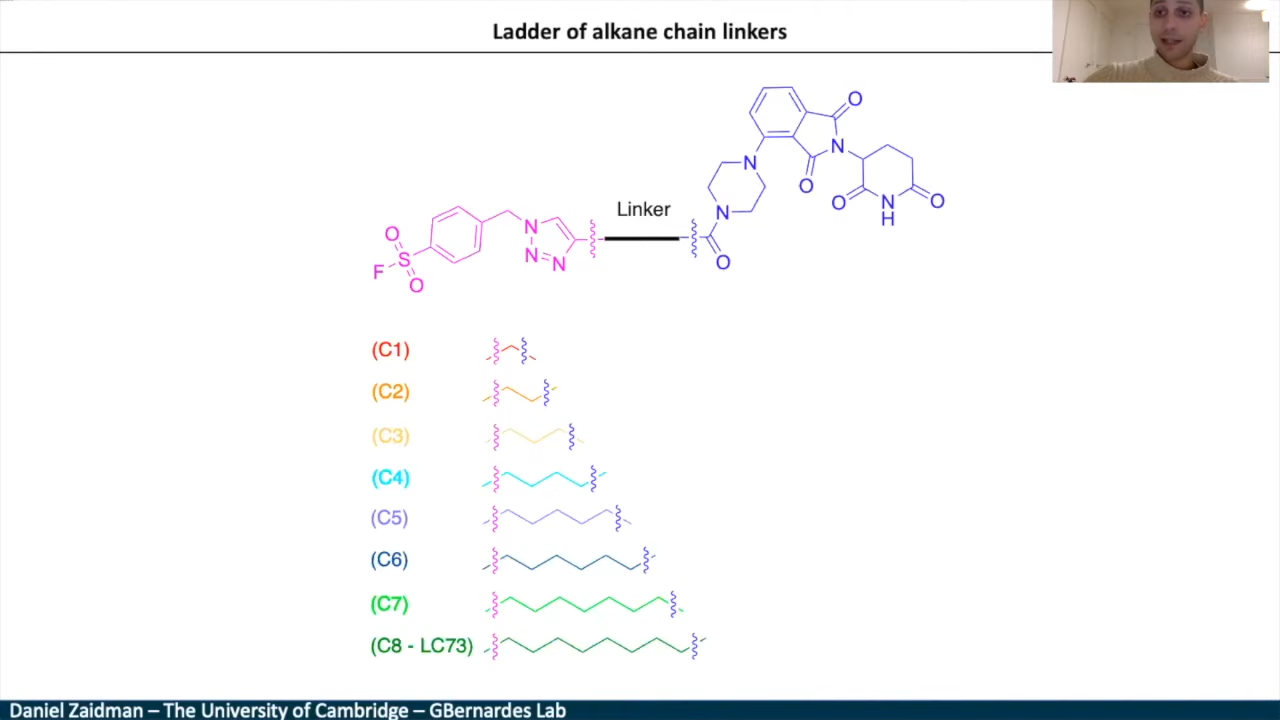 Ladder of alkane chain linkers
O
N
O
N
O
O
O
N
H
Linker
N
O
N
N
N
O
S
F
O
(C1)
(C2)
(C3)
(C4)
(C5)
(C6)
(C7)
(C8 - LC73)
Daniel Zaidman – The University of Cambridge – GBernardes Lab